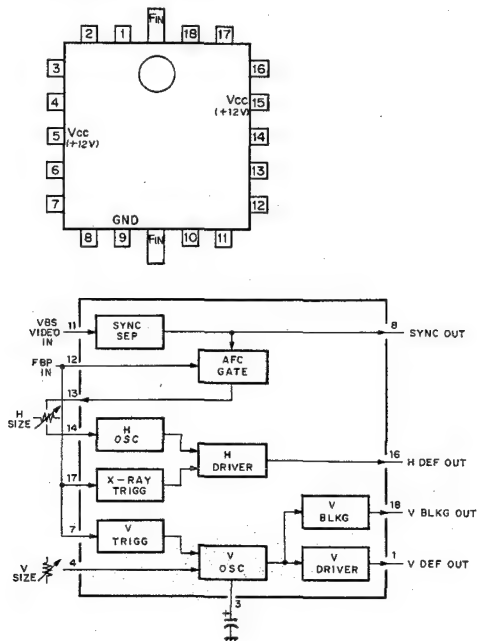 2 1 FIN 18 17
3 16
4 VCC 15
(+12V)
5 VCC 14
(+12V)
6 13
7 12
GND
8 9 FIN 10 11
VBS 11 SYNC 8 SYNC OUT
VIDEO IN SEP
FBP 12 AFC
IN GATE
13
H
SIZE
14 H
OSC
H 16 H DEF OUT
DRIVER
17 X-RAY
TRIGG
V 18 V BLKG OUT
BLKG
7 V
TRIGG
V 4 V V 1 V DEF OUT
SIZE OSC DRIVER
3
+